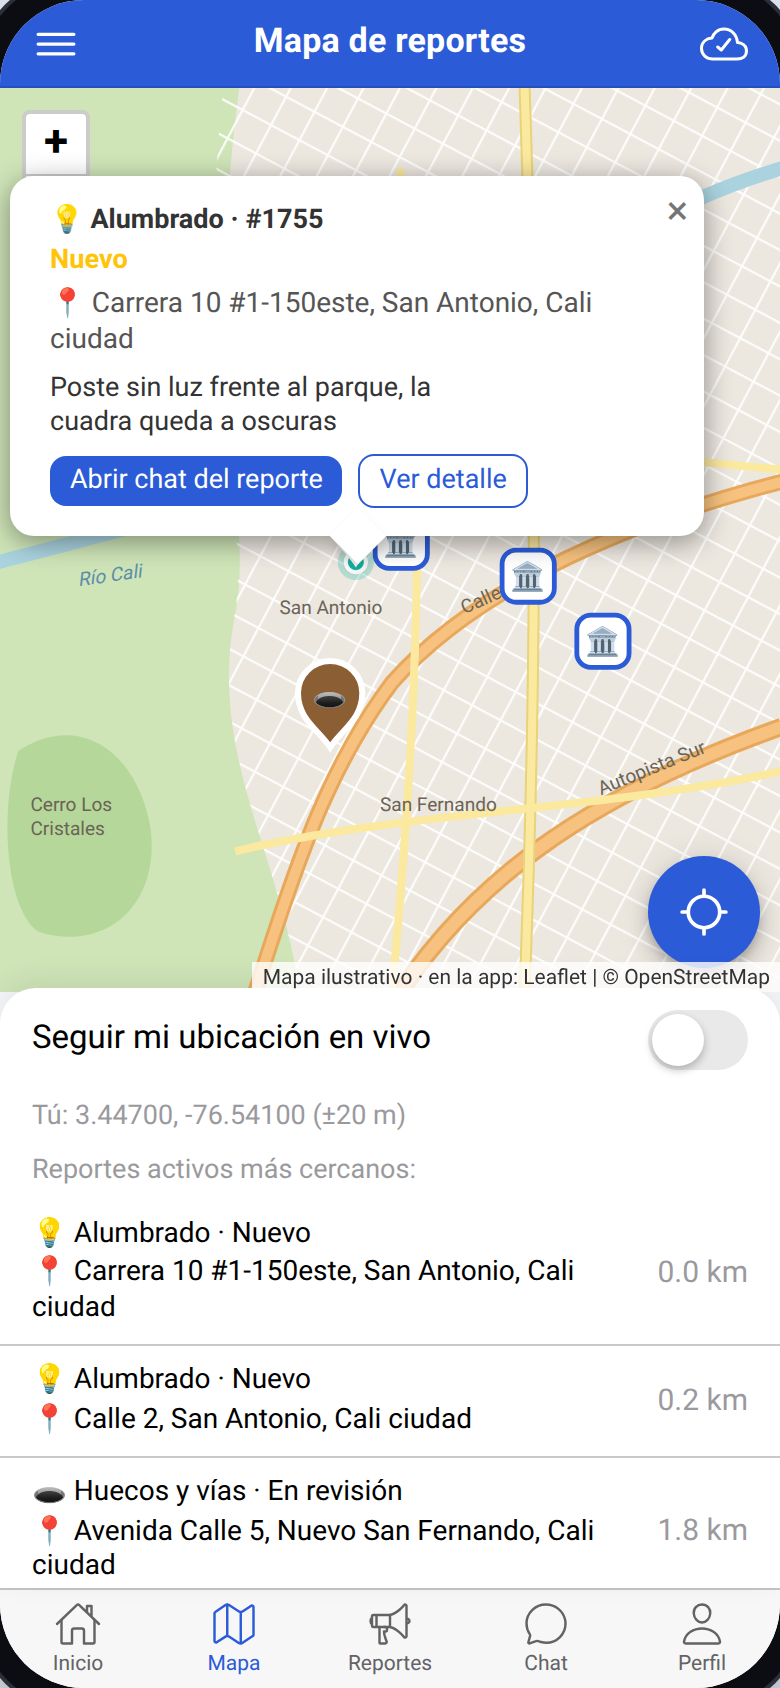 Mapa de reportes
+
Alumbrado · #1755
×
Nuevo
Carrera 10 #1-150este, San Antonio, Cali
ciudad
Poste sin luz frente al parque, la
cuadra queda a oscuras
Abrir chat del reporte
Ver detalle
Río Cali
San Antonio
Calle
Autopista Sur
San Fernando
Cerro Los
Cristales
Mapa ilustrativo · en la app: Leaflet | © OpenStreetMap
Seguir mi ubicación en vivo
Tú: 3.44700, -76.54100 (±20 m)
Reportes activos más cercanos:
Alumbrado · Nuevo
Carrera 10 #1-150este, San Antonio, Cali
ciudad
0.0 km
Alumbrado · Nuevo
Calle 2, San Antonio, Cali ciudad
0.2 km
Huecos y vías · En revisión
Avenida Calle 5, Nuevo San Fernando, Cali
ciudad
1.8 km
Inicio
Mapa
Reportes
Chat
Perfil